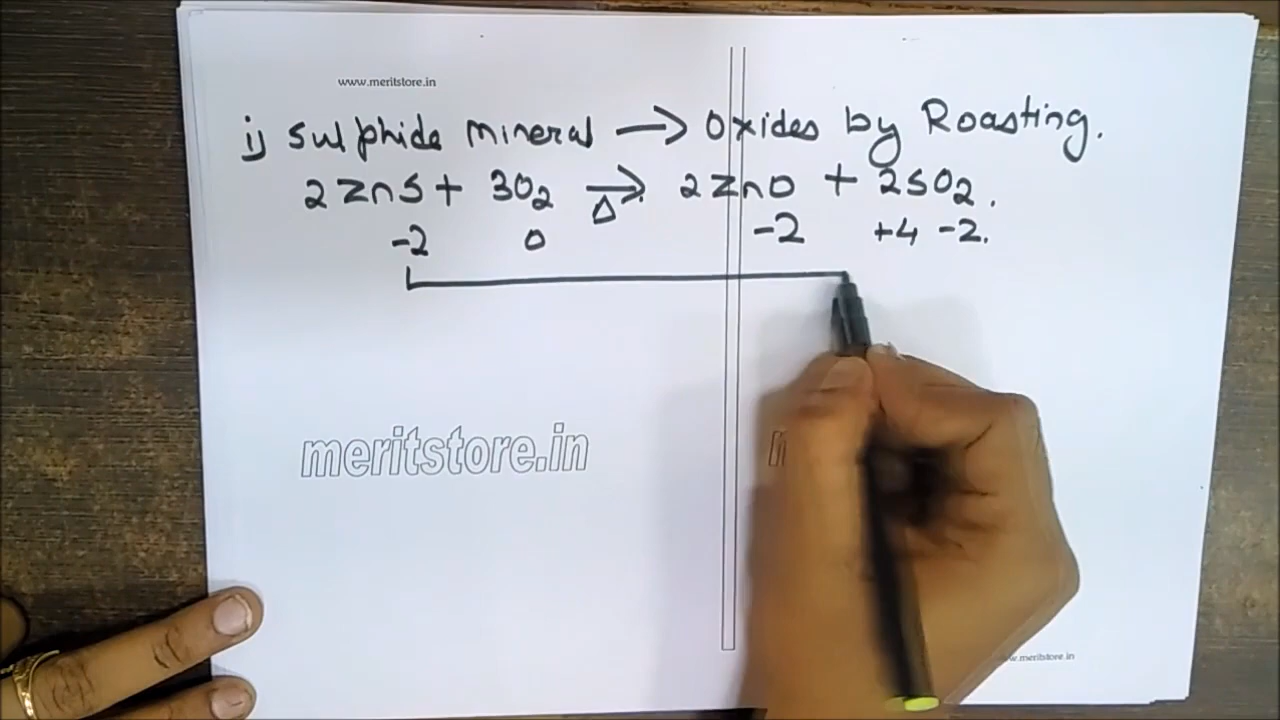 www.meritstore.in
i) Sulphide Mineral → Oxides by Roasting.
2ZnS + 3O2 →Δ 2ZnO + 2SO2.
-2 0 -2 +4 -2.
meritstore.in
www.meritstore.in